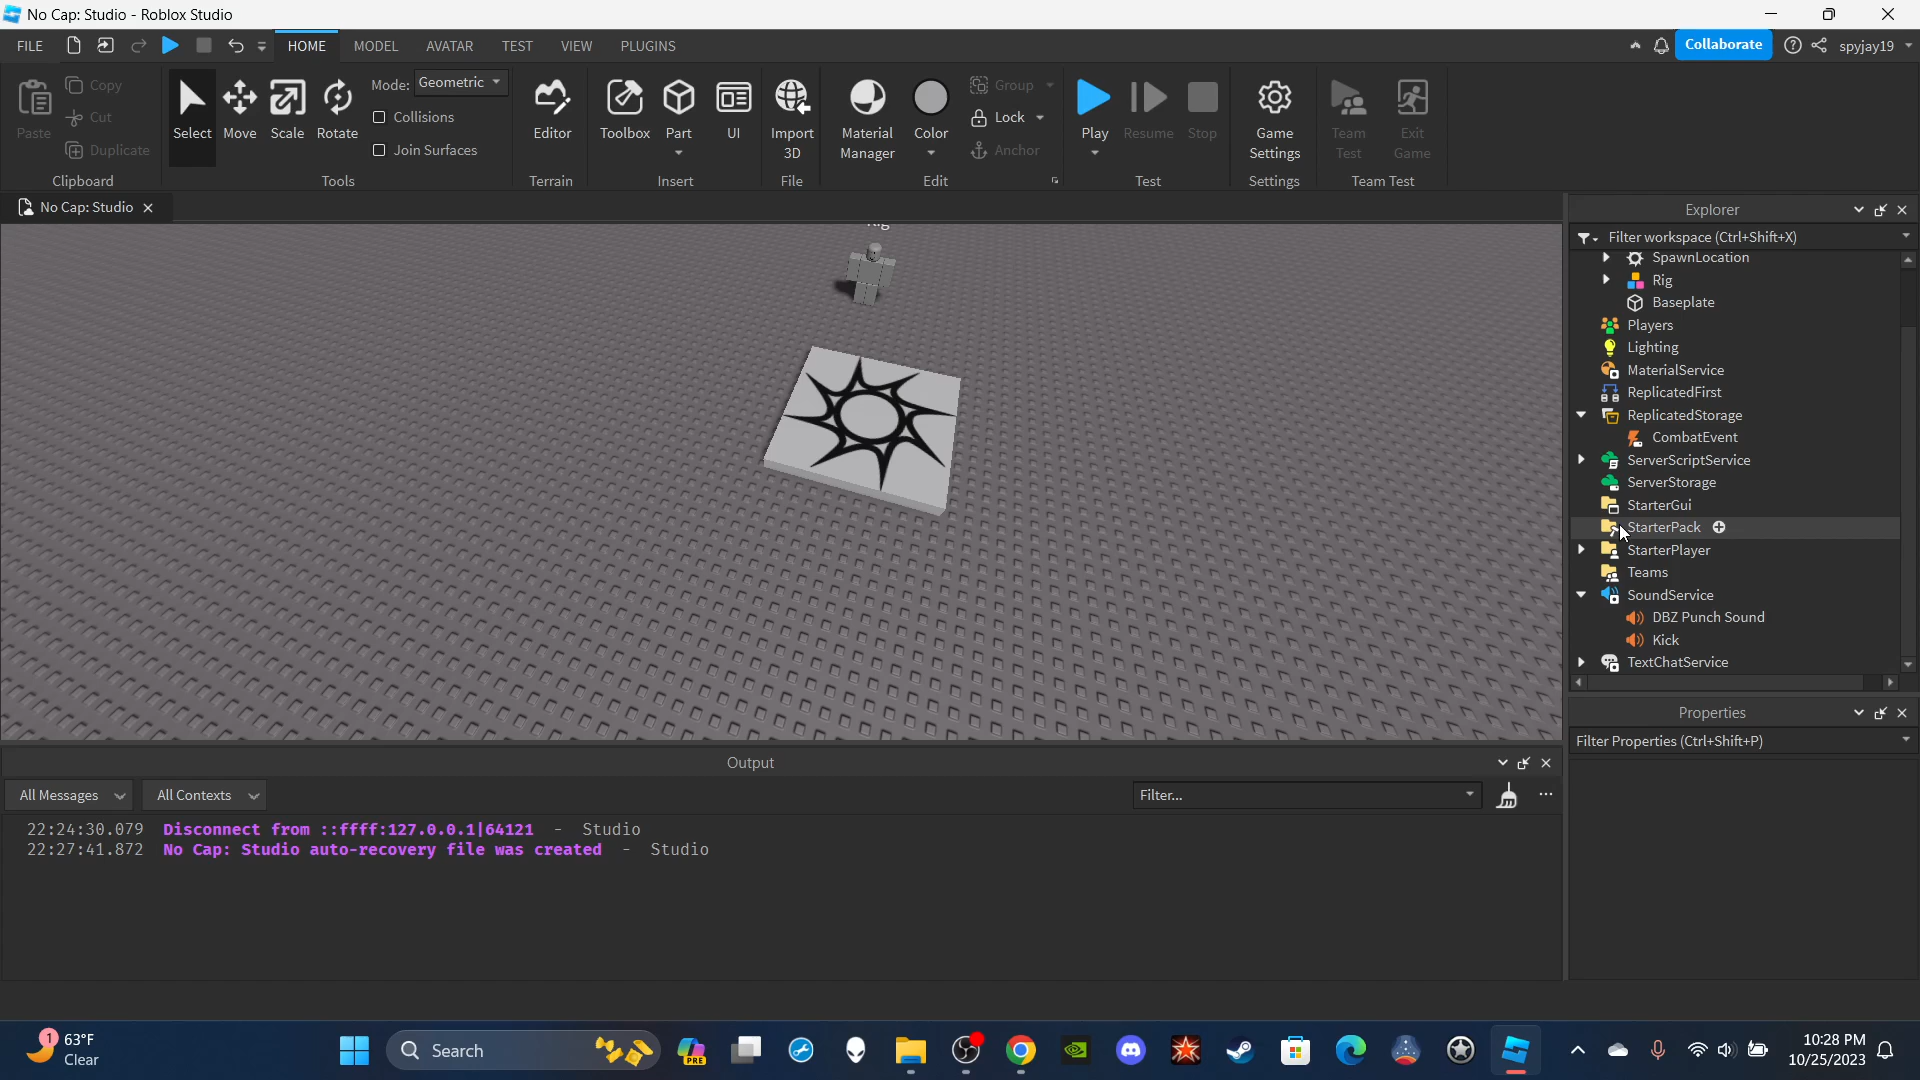 No Cap: Studio - Roblox Studio
FILE HOME MODEL AVATAR TEST VIEW PLUGINS Collaborate spyjay19
Paste Copy Cut Duplicate Clipboard
Select Move Scale Rotate Mode: Geometric Collisions Join Surfaces Tools
Editor Terrain
Toolbox Part UI Insert
Import 3D File
Material Manager Color Group Lock Anchor Edit
Play Resume Stop Test
Game Settings Settings
Team Test Exit Game Team Test
No Cap: Studio
Explorer
Filter workspace (Ctrl+Shift+X)
SpawnLocation
Rig
Baseplate
Players
Lighting
MaterialService
ReplicatedFirst
ReplicatedStorage
CombatEvent
ServerScriptService
ServerStorage
StarterGui
StarterPack
StarterPlayer
Teams
SoundService
DBZ Punch Sound
Kick
TextChatService
Properties
Filter Properties (Ctrl+Shift+P)
Output
All Messages All Contexts Filter...
22:24:30.079 Disconnect from ::ffff:127.0.0.1|64121 - Studio
22:27:41.872 No Cap: Studio auto-recovery file was created - Studio
1 63°F
Clear
Search
PRE
10:28 PM
10/25/2023